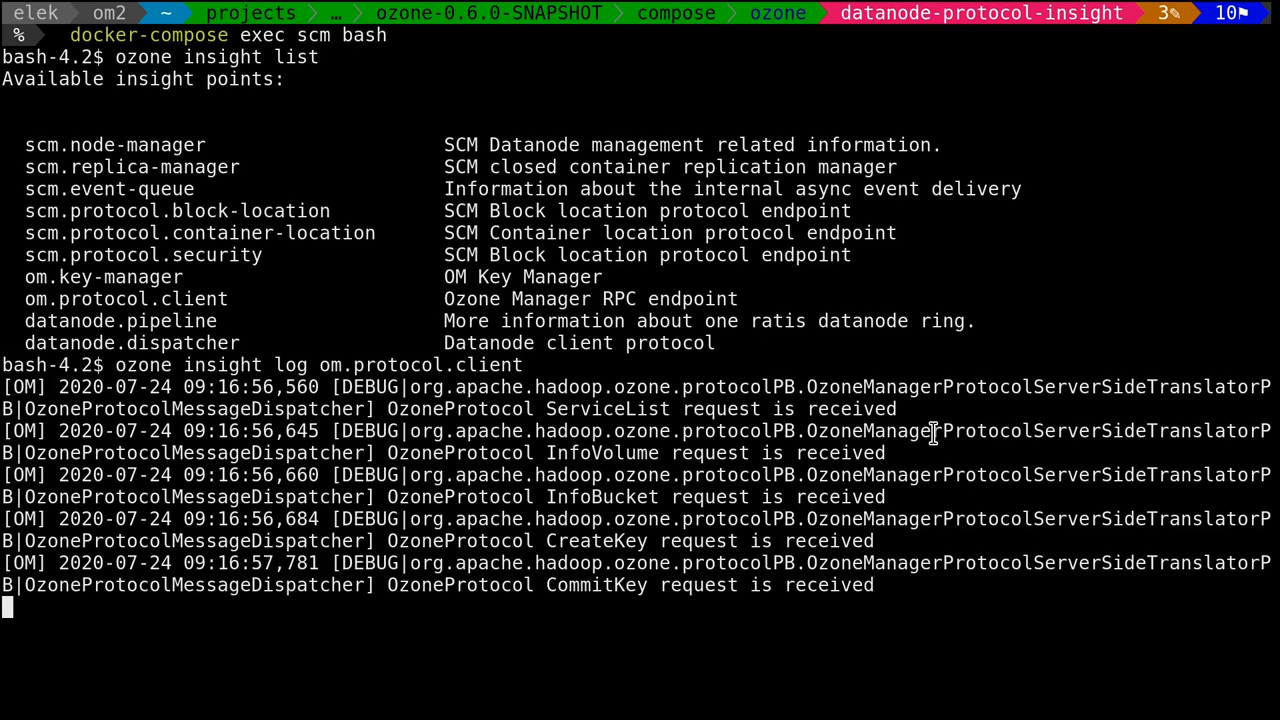 elek om2 ~ projects … ozone-0.6.0-SNAPSHOT compose ozone datanode-protocol-insight 3✎ 10⚑
% docker-compose exec scm bash
bash-4.2$ ozone insight list
Available insight points:
scm.node-manager SCM Datanode management related information.
scm.replica-manager SCM closed container replication manager
scm.event-queue Information about the internal async event delivery
scm.protocol.block-location SCM Block location protocol endpoint
scm.protocol.container-location SCM Container location protocol endpoint
scm.protocol.security SCM Block location protocol endpoint
om.key-manager OM Key Manager
om.protocol.client Ozone Manager RPC endpoint
datanode.pipeline More information about one ratis datanode ring.
datanode.dispatcher Datanode client protocol
bash-4.2$ ozone insight log om.protocol.client
[OM] 2020-07-24 09:16:56,560 [DEBUG|org.apache.hadoop.ozone.protocolPB.OzoneManagerProtocolServerSideTranslatorP
B|OzoneProtocolMessageDispatcher] OzoneProtocol ServiceList request is received
[OM] 2020-07-24 09:16:56,645 [DEBUG|org.apache.hadoop.ozone.protocolPB.OzoneManagerProtocolServerSideTranslatorP
B|OzoneProtocolMessageDispatcher] OzoneProtocol InfoVolume request is received
[OM] 2020-07-24 09:16:56,660 [DEBUG|org.apache.hadoop.ozone.protocolPB.OzoneManagerProtocolServerSideTranslatorP
B|OzoneProtocolMessageDispatcher] OzoneProtocol InfoBucket request is received
[OM] 2020-07-24 09:16:56,684 [DEBUG|org.apache.hadoop.ozone.protocolPB.OzoneManagerProtocolServerSideTranslatorP
B|OzoneProtocolMessageDispatcher] OzoneProtocol CreateKey request is received
[OM] 2020-07-24 09:16:57,781 [DEBUG|org.apache.hadoop.ozone.protocolPB.OzoneManagerProtocolServerSideTranslatorP
B|OzoneProtocolMessageDispatcher] OzoneProtocol CommitKey request is received